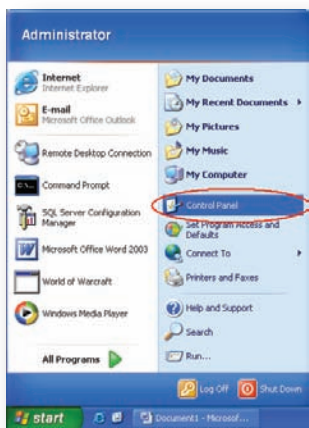 Administrator
Internet
Internet Explorer
E-mail
Microsoft Office Outlook
Remote Desktop Connection
Command Prompt
SQL Server Configuration
Manager
Microsoft Office Word 2003
World of Warcraft
Windows Media Player
All Programs
My Documents
My Recent Documents
My Pictures
My Music
My Computer
Control Panel
Set Program Access and
Defaults
Connect To
Printers and Faxes
Help and Support
Search
Run...
Log Off
Shut Down
start
Document1 - Microsof...